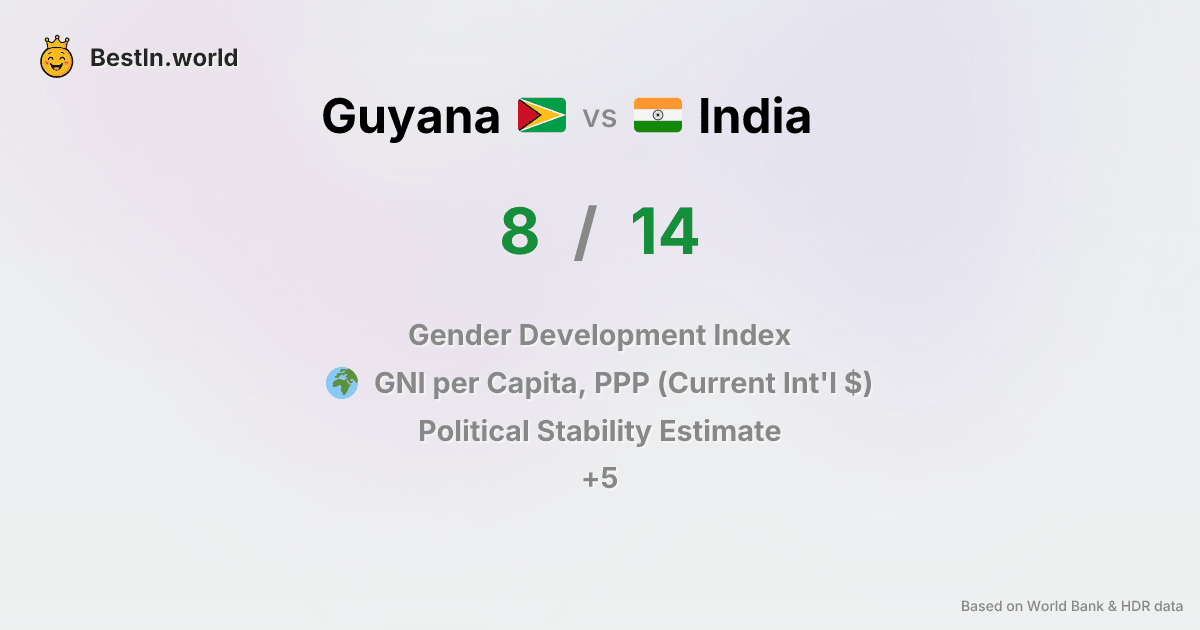 BestIn.world
Guyana vs India
8 / 14
Gender Development Index
GNI per Capita, PPP (Current Int'l $)
Political Stability Estimate
+5
Based on World Bank & HDR data